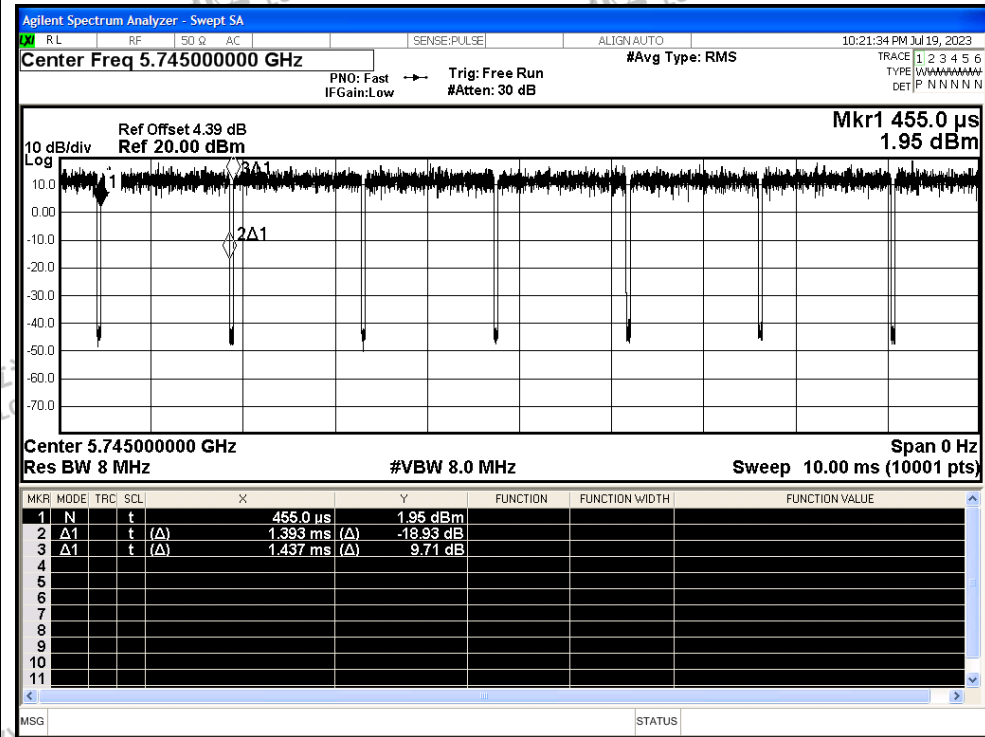 Agilent Spectrum Analyzer - Swept SA
LXI RL RF 50 Ω AC SENSE:PULSE ALIGN AUTO 10:21:34 PM Jul 19, 2023
Center Freq 5.745000000 GHz #Avg Type: RMS TRACE 1 2 3 4 5 6
PNO: Fast Trig: Free Run TYPE WWWWWW
IFGain:Low #Atten: 30 dB DET P N N N N N
Mkr1 455.0 µs
Ref Offset 4.39 dB
10 dB/div Ref 20.00 dBm 1.95 dBm
Log
3Δ1
10.0 1
0.00
-10.0 2Δ1
-20.0
-30.0
-40.0
-50.0
-60.0
-70.0
Center 5.745000000 GHz Span 0 Hz
Res BW 8 MHz #VBW 8.0 MHz Sweep 10.00 ms (10001 pts)
MKR MODE TRC SCL X Y FUNCTION FUNCTION WIDTH FUNCTION VALUE
1 N t 455.0 µs 1.95 dBm
2 Δ1 t (Δ) 1.393 ms (Δ) -18.93 dB
3 Δ1 t (Δ) 1.437 ms (Δ) 9.71 dB
4
5
6
7
8
9
10
11
MSG STATUS